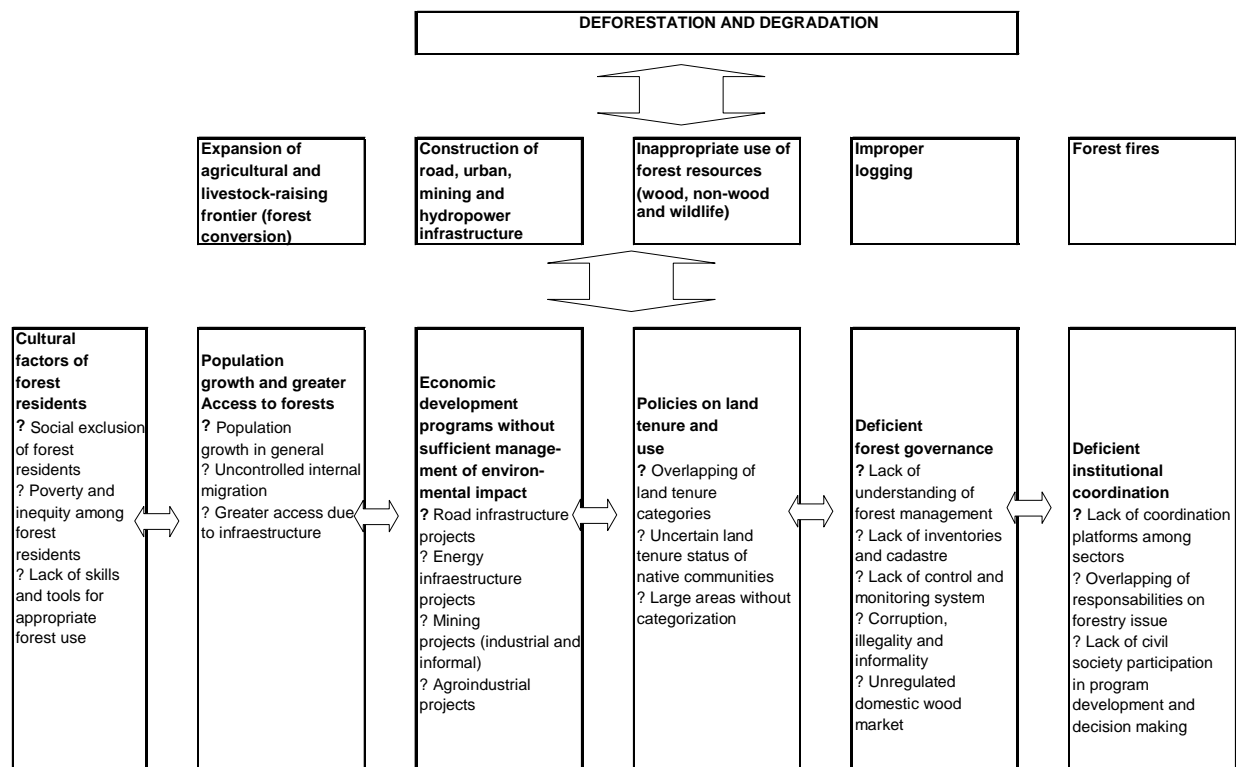 DEFORESTATION AND DEGRADATION
Expansion of
agricultural and
livestock-raising
frontier (forest
conversion)
Construction of
road, urban,
mining and
hydropower
infrastructure
Inappropriate use of
forest resources
(wood, non-wood
and wildlife)
Improper
logging
Forest fires
Cultural
factors of
forest
residents
? Social exclusion
of forest
residents
? Poverty and
inequity among
forest
residents
? Lack of skills
and tools for
appropriate
forest use
Population
growth and greater
Access to forests
? Population
growth in general
? Uncontrolled internal
migration
? Greater access due
to infrastructure
Economic
development
programs without
sufficient manage-
ment of environ-
mental impact
? Road infrastructure
projects
? Energy
infraestructure
projects
? Mining
projects (industrial and
informal)
? Agroindustrial
projects
Policies on land
tenure and
use
? Overlapping of
land tenure
categories
? Uncertain land
tenure status of
native communities
? Large areas without
categorization
Deficient
forest governance
? Lack of
understanding of
forest management
? Lack of inventories
and cadastre
? Lack of control and
monitoring system
? Corruption,
illegality and
informality
? Unregulated
domestic wood
market
Deficient
institutional
coordination
? Lack of coordination
platforms among
sectors
? Overlapping of
responsabilities on
forestry issue
? Lack of civil
society participation
in program
development and
decision making